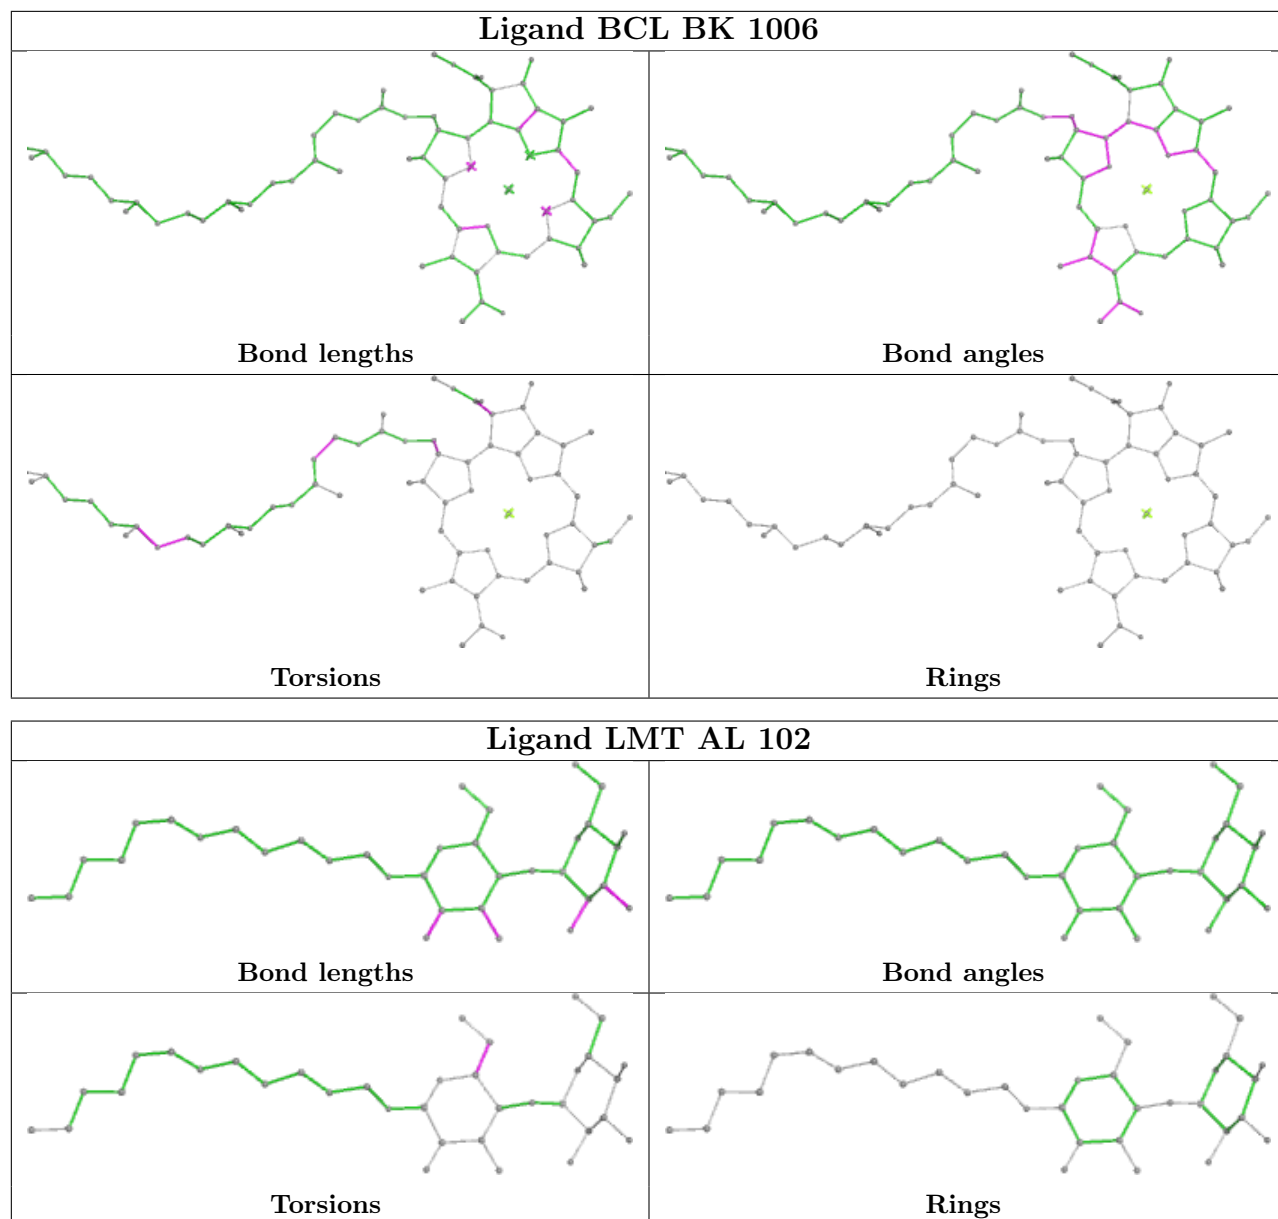 Ligand BCL BK 1006
Bond lengths
Bond angles
Torsions
Rings
Ligand LMT AL 102
Bond lengths
Bond angles
Torsions
Rings